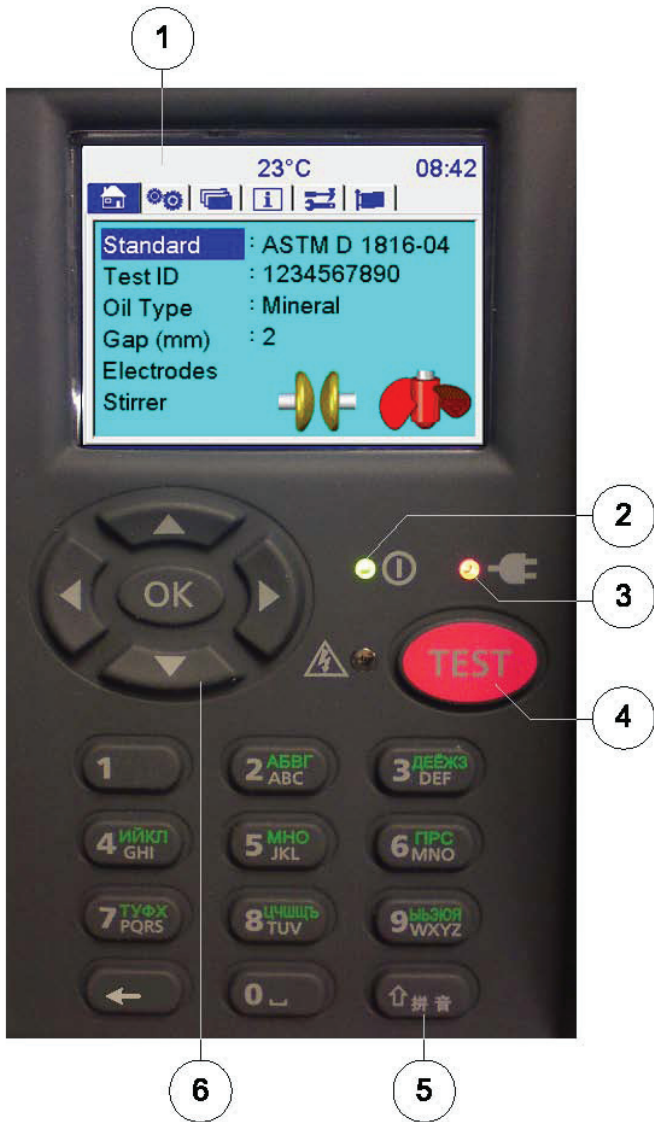 1
23°C 08:42
Standard : ASTM D 1816-04
Test ID : 1234567890
Oil Type : Mineral
Gap (mm) : 2
Electrodes
Stirrer
2
OK
3
TEST
4
1 2 АБВГ 3 ДЕЁЖЗ
ABC DEF
4 ИЙКЛ 5 МНО 6 ПРС
GHI JKL MNO
7 ТУФХ 8 ЦЧШЩЪ 9 ЫЬЭЮЯ
PQRS TUV WXYZ
0 拼音
6 5